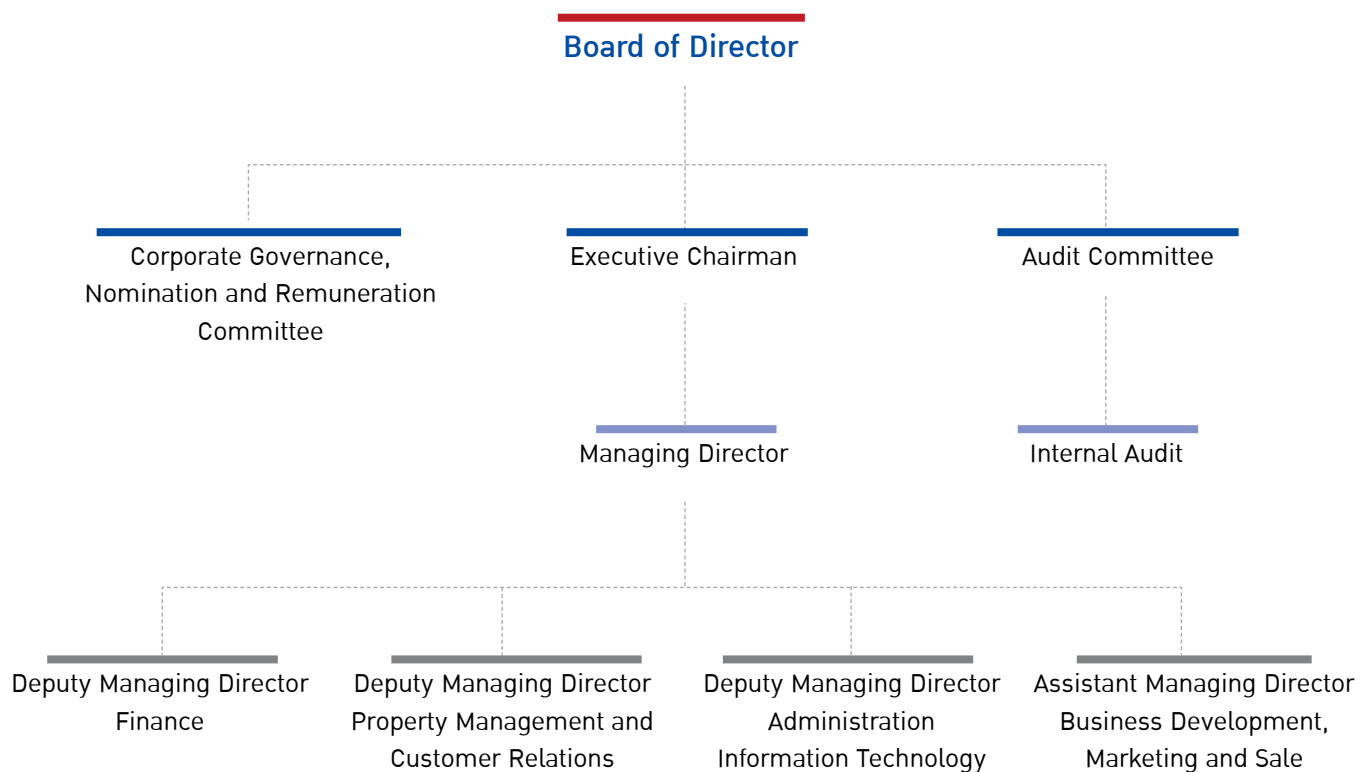 Board of Director
Corporate Governance,
Nomination and Remuneration
Committee
Executive Chairman
Audit Committee
Managing Director
Internal Audit
Deputy Managing Director
Finance
Deputy Managing Director
Property Management and
Customer Relations
Deputy Managing Director
Administration
Information Technology
Assistant Managing Director
Business Development,
Marketing and Sale